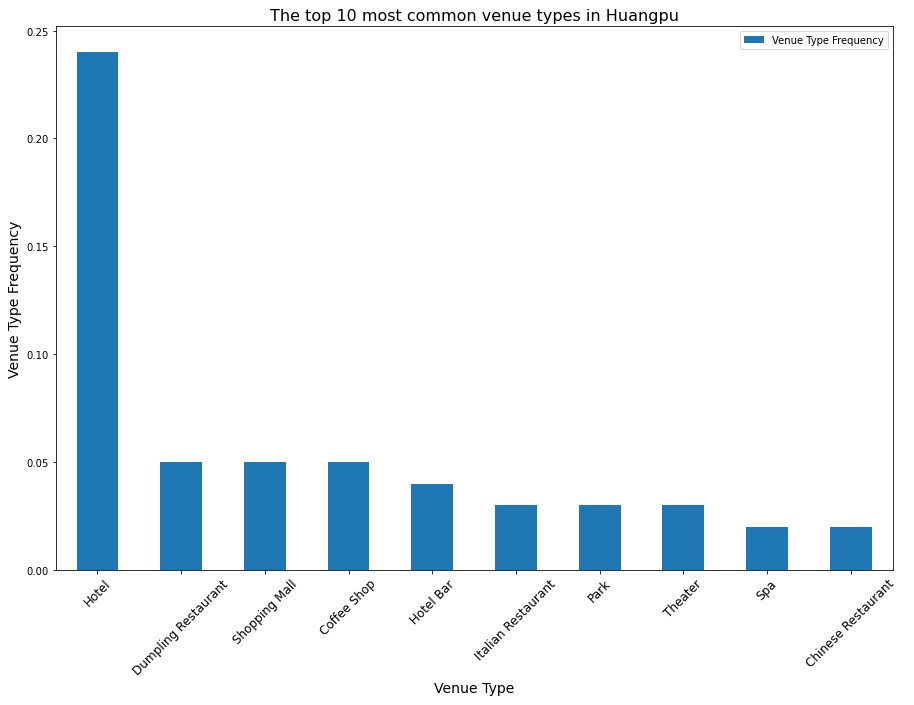 The top 10 most common venue types in Huangpu
Venue Type Frequency
0.25
0.20
0.15
0.10
0.05
0.00
Venue Type Frequency
Hotel
Dumpling Restaurant
Shopping Mall
Coffee Shop
Hotel Bar
Italian Restaurant
Park
Theater
Spa
Chinese Restaurant
Venue Type